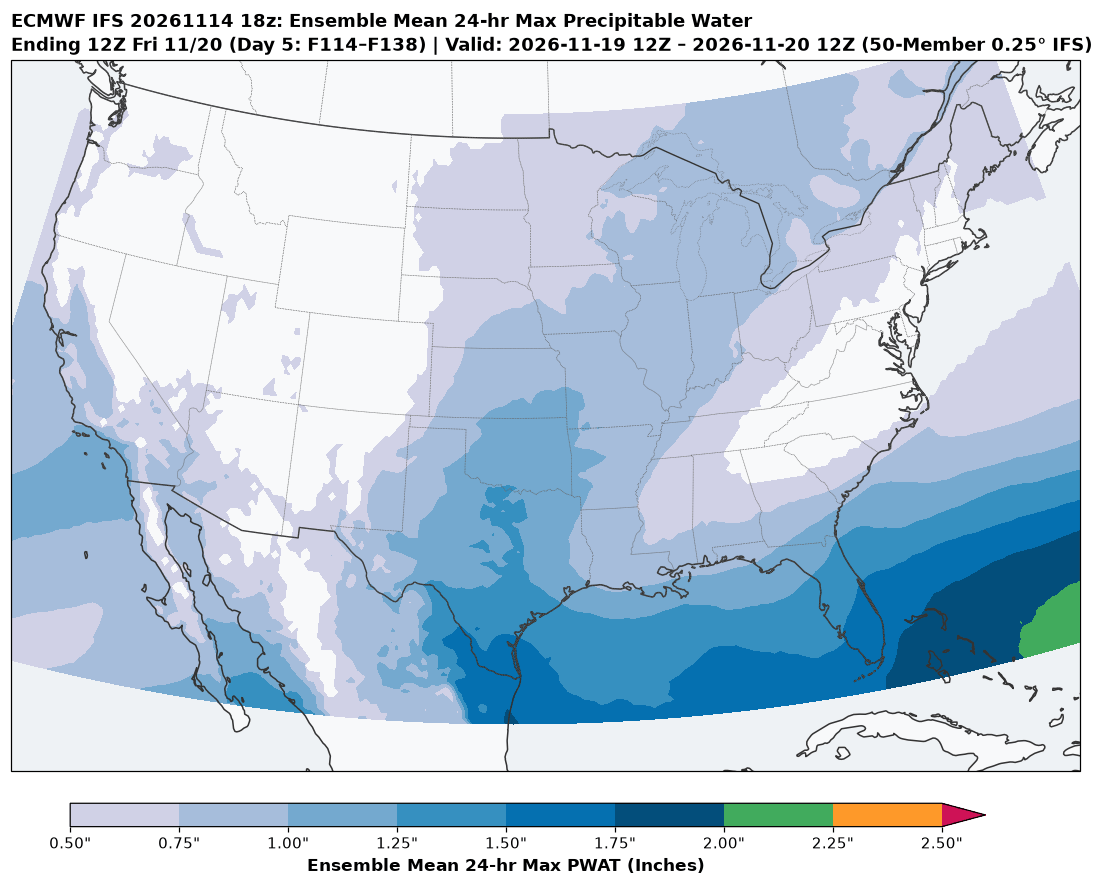 ECMWF IFS 20261114 18z: Ensemble Mean 24-hr Max Precipitable Water
Ending 12Z Fri 11/20 (Day 5: F114–F138) | Valid: 2026-11-19 12Z – 2026-11-20 12Z (50-Member 0.25° IFS)
0.50" 0.75" 1.00" 1.25" 1.50" 1.75" 2.00" 2.25" 2.50"
Ensemble Mean 24-hr Max PWAT (Inches)